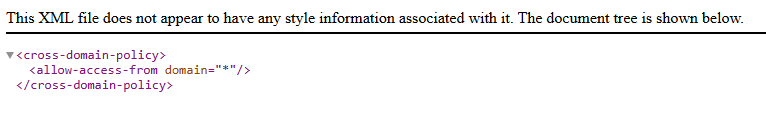 This XML file does not appear to have any style information associated with it. The document tree is shown below.
▼<cross-domain-policy>
<allow-access-from domain="*"/>
</cross-domain-policy>